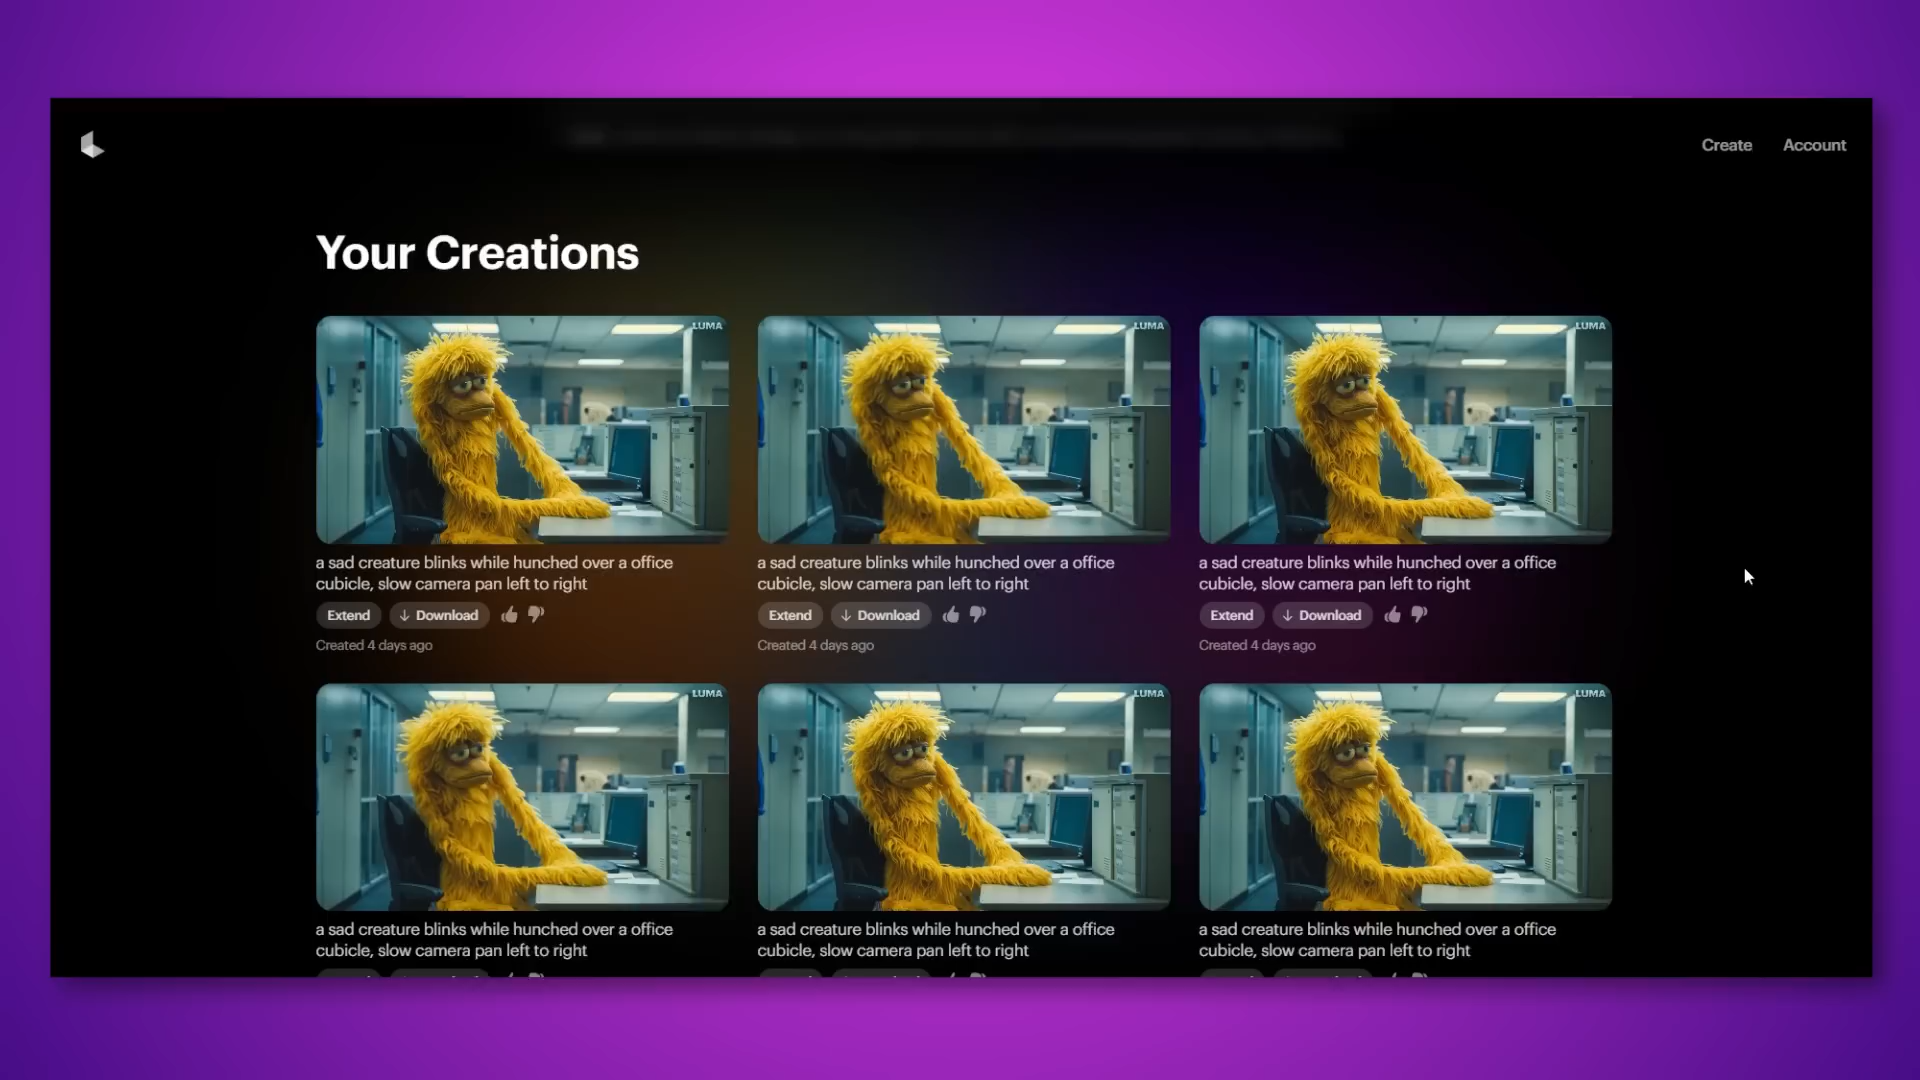 Create Account
Your Creations
LUMA LUMA LUMA
a sad creature blinks while hunched over a office
cubicle, slow camera pan left to right
Extend Download
Created 4 days ago
a sad creature blinks while hunched over a office
cubicle, slow camera pan left to right
Extend Download
Created 4 days ago
a sad creature blinks while hunched over a office
cubicle, slow camera pan left to right
Extend Download
Created 4 days ago
LUMA LUMA LUMA
a sad creature blinks while hunched over a office
cubicle, slow camera pan left to right
a sad creature blinks while hunched over a office
cubicle, slow camera pan left to right
a sad creature blinks while hunched over a office
cubicle, slow camera pan left to right